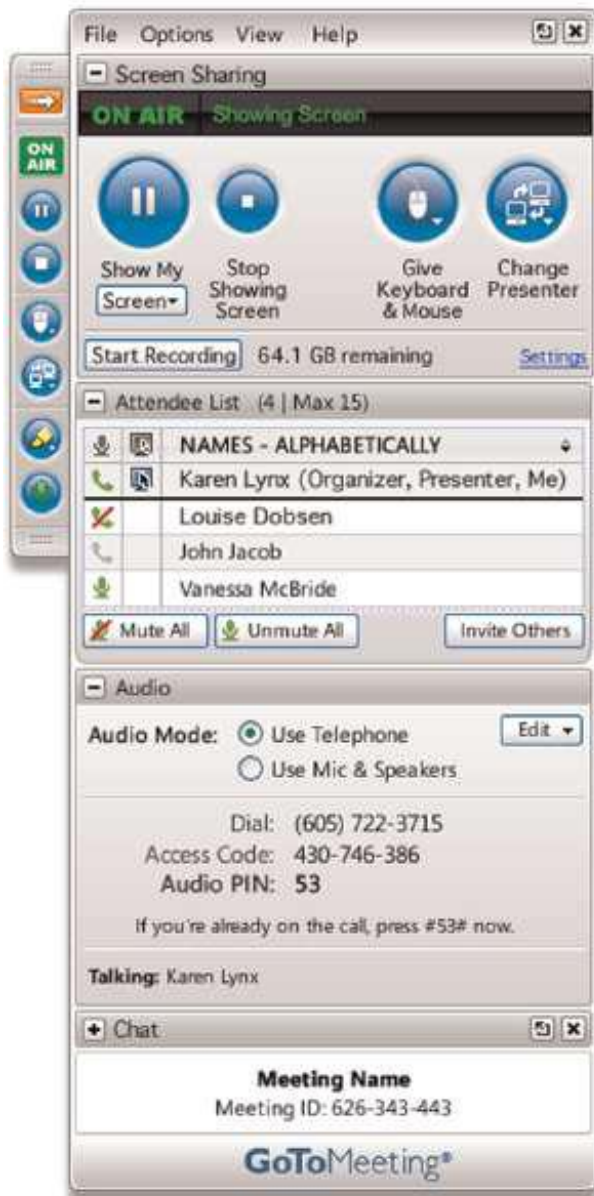 File Options View Help
Screen Sharing
ON AIR Showing Screen
ON AIR
Show My
Screen
Stop Showing Screen
Give Keyboard & Mouse
Change Presenter
Start Recording 64.1 GB remaining Settings
Attendee List (4 | Max 15)
NAMES - ALPHABETICALLY
Karen Lynx (Organizer, Presenter, Me)
Louise Dobsen
John Jacob
Vanessa McBride
Mute All Unmute All Invite Others
Audio
Audio Mode: Use Telephone Edit
Use Mic & Speakers
Dial: (605) 722-3715
Access Code: 430-746-386
Audio PIN: 53
If you're already on the call, press #53# now.
Talking: Karen Lynx
Chat
Meeting Name
Meeting ID: 626-343-443
GoToMeeting®